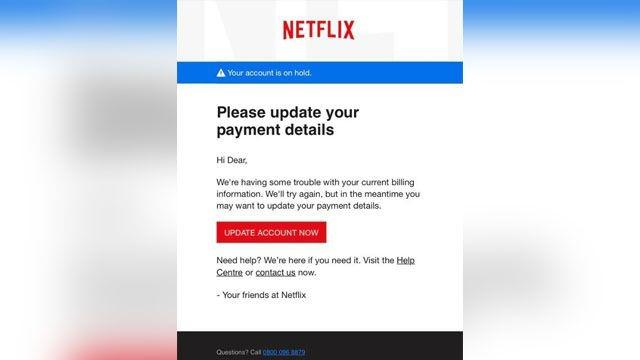 NETFLIX
Your account is on hold.
Please update your
payment details
Hi Dear,
We're having some trouble with your current billing
information. We'll try again, but in the meantime you
may want to update your payment details.
UPDATE ACCOUNT NOW
Need help? We're here if you need it. Visit the Help
Centre or contact us now.
- Your friends at Netflix
Questions? Call 0800 096 8879